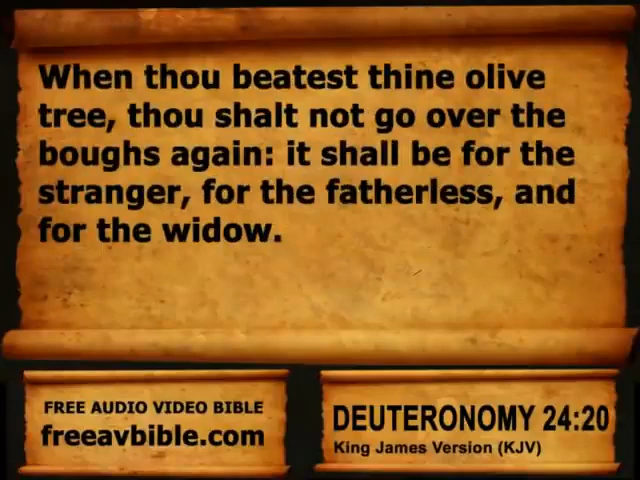 When thou beatest thine olive
tree, thou shalt not go over the
boughs again: it shall be for the
stranger, for the fatherless, and
for the widow.
FREE AUDIO VIDEO BIBLE
freeavbible.com
DEUTERONOMY 24:20
King James Version (KJV)